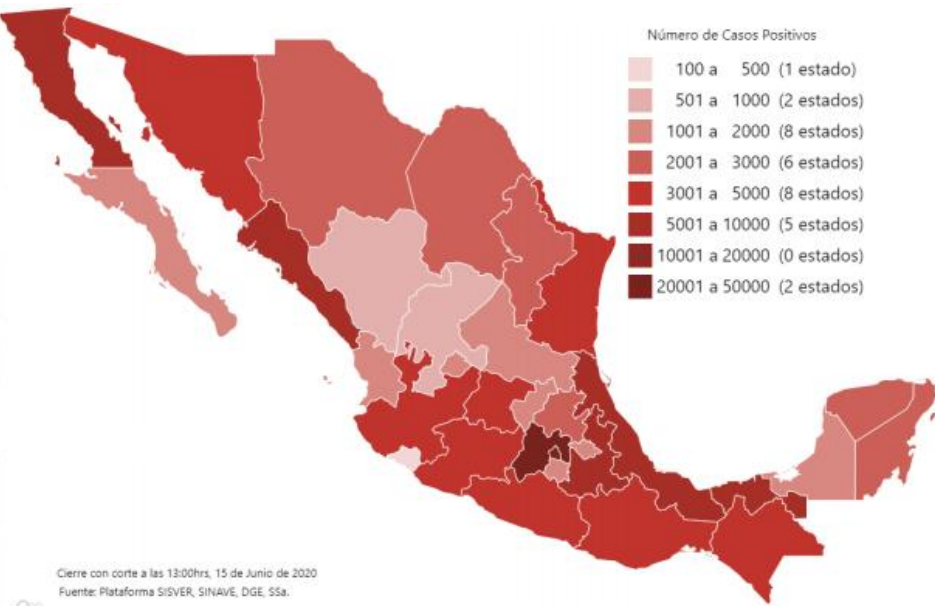 Número de Casos Positivos
100 a 500 (1 estado)
501 a 1000 (2 estados)
1001 a 2000 (8 estados)
2001 a 3000 (6 estados)
3001 a 5000 (8 estados)
5001 a 10000 (5 estados)
10001 a 20000 (0 estados)
20001 a 50000 (2 estados)
Cierre con corte a las 13:00hrs, 15 de Junio de 2020
Fuente: Plataforma SISVER, SINAVE, DGE, SSa.